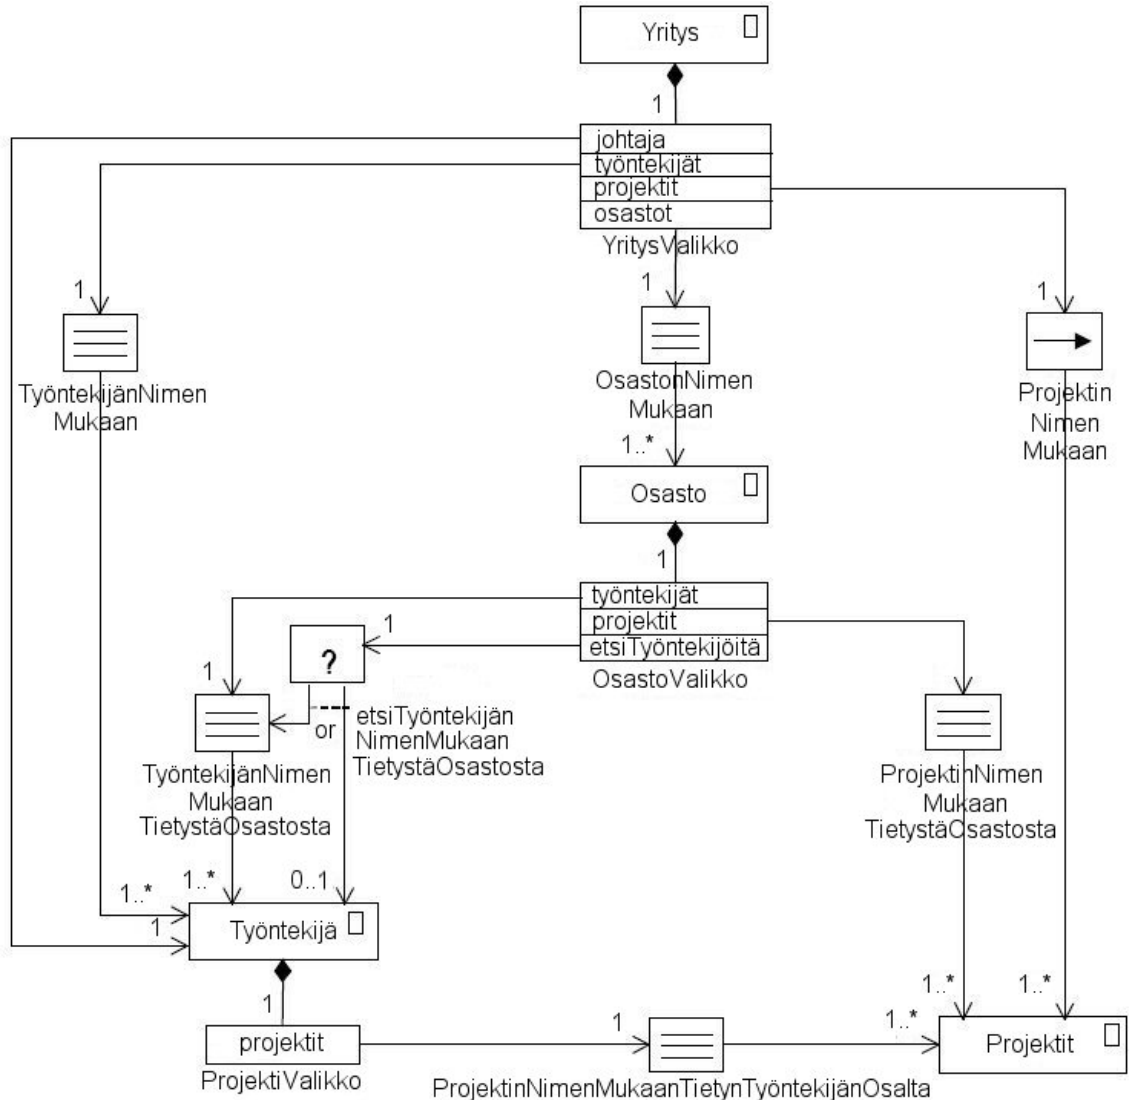 Yritys
1
johtaja
työntekijät
projektit
osastot
YritysValikko
1
1
1
TyöntekijänNimen
Mukaan
OsastonNimen
Mukaan
Projektin
Nimen
Mukaan
1..*
Osasto
1
työntekijät
projektit
etsiTyöntekijöitä
OsastoValikko
1
?
1
or
etsiTyöntekijän
NimenMukaan
TietystäOsastosta
TyöntekijänNimen
Mukaan
TietystäOsastosta
ProjektinNimen
Mukaan
TietystäOsastosta
1..*
1..*
0..1
1
Työntekijä
1
projektit
ProjektiValikko
1
ProjektinNimenMukaanTietynTyöntekijänOsalta
1..*
1..*
1..*
Projektit